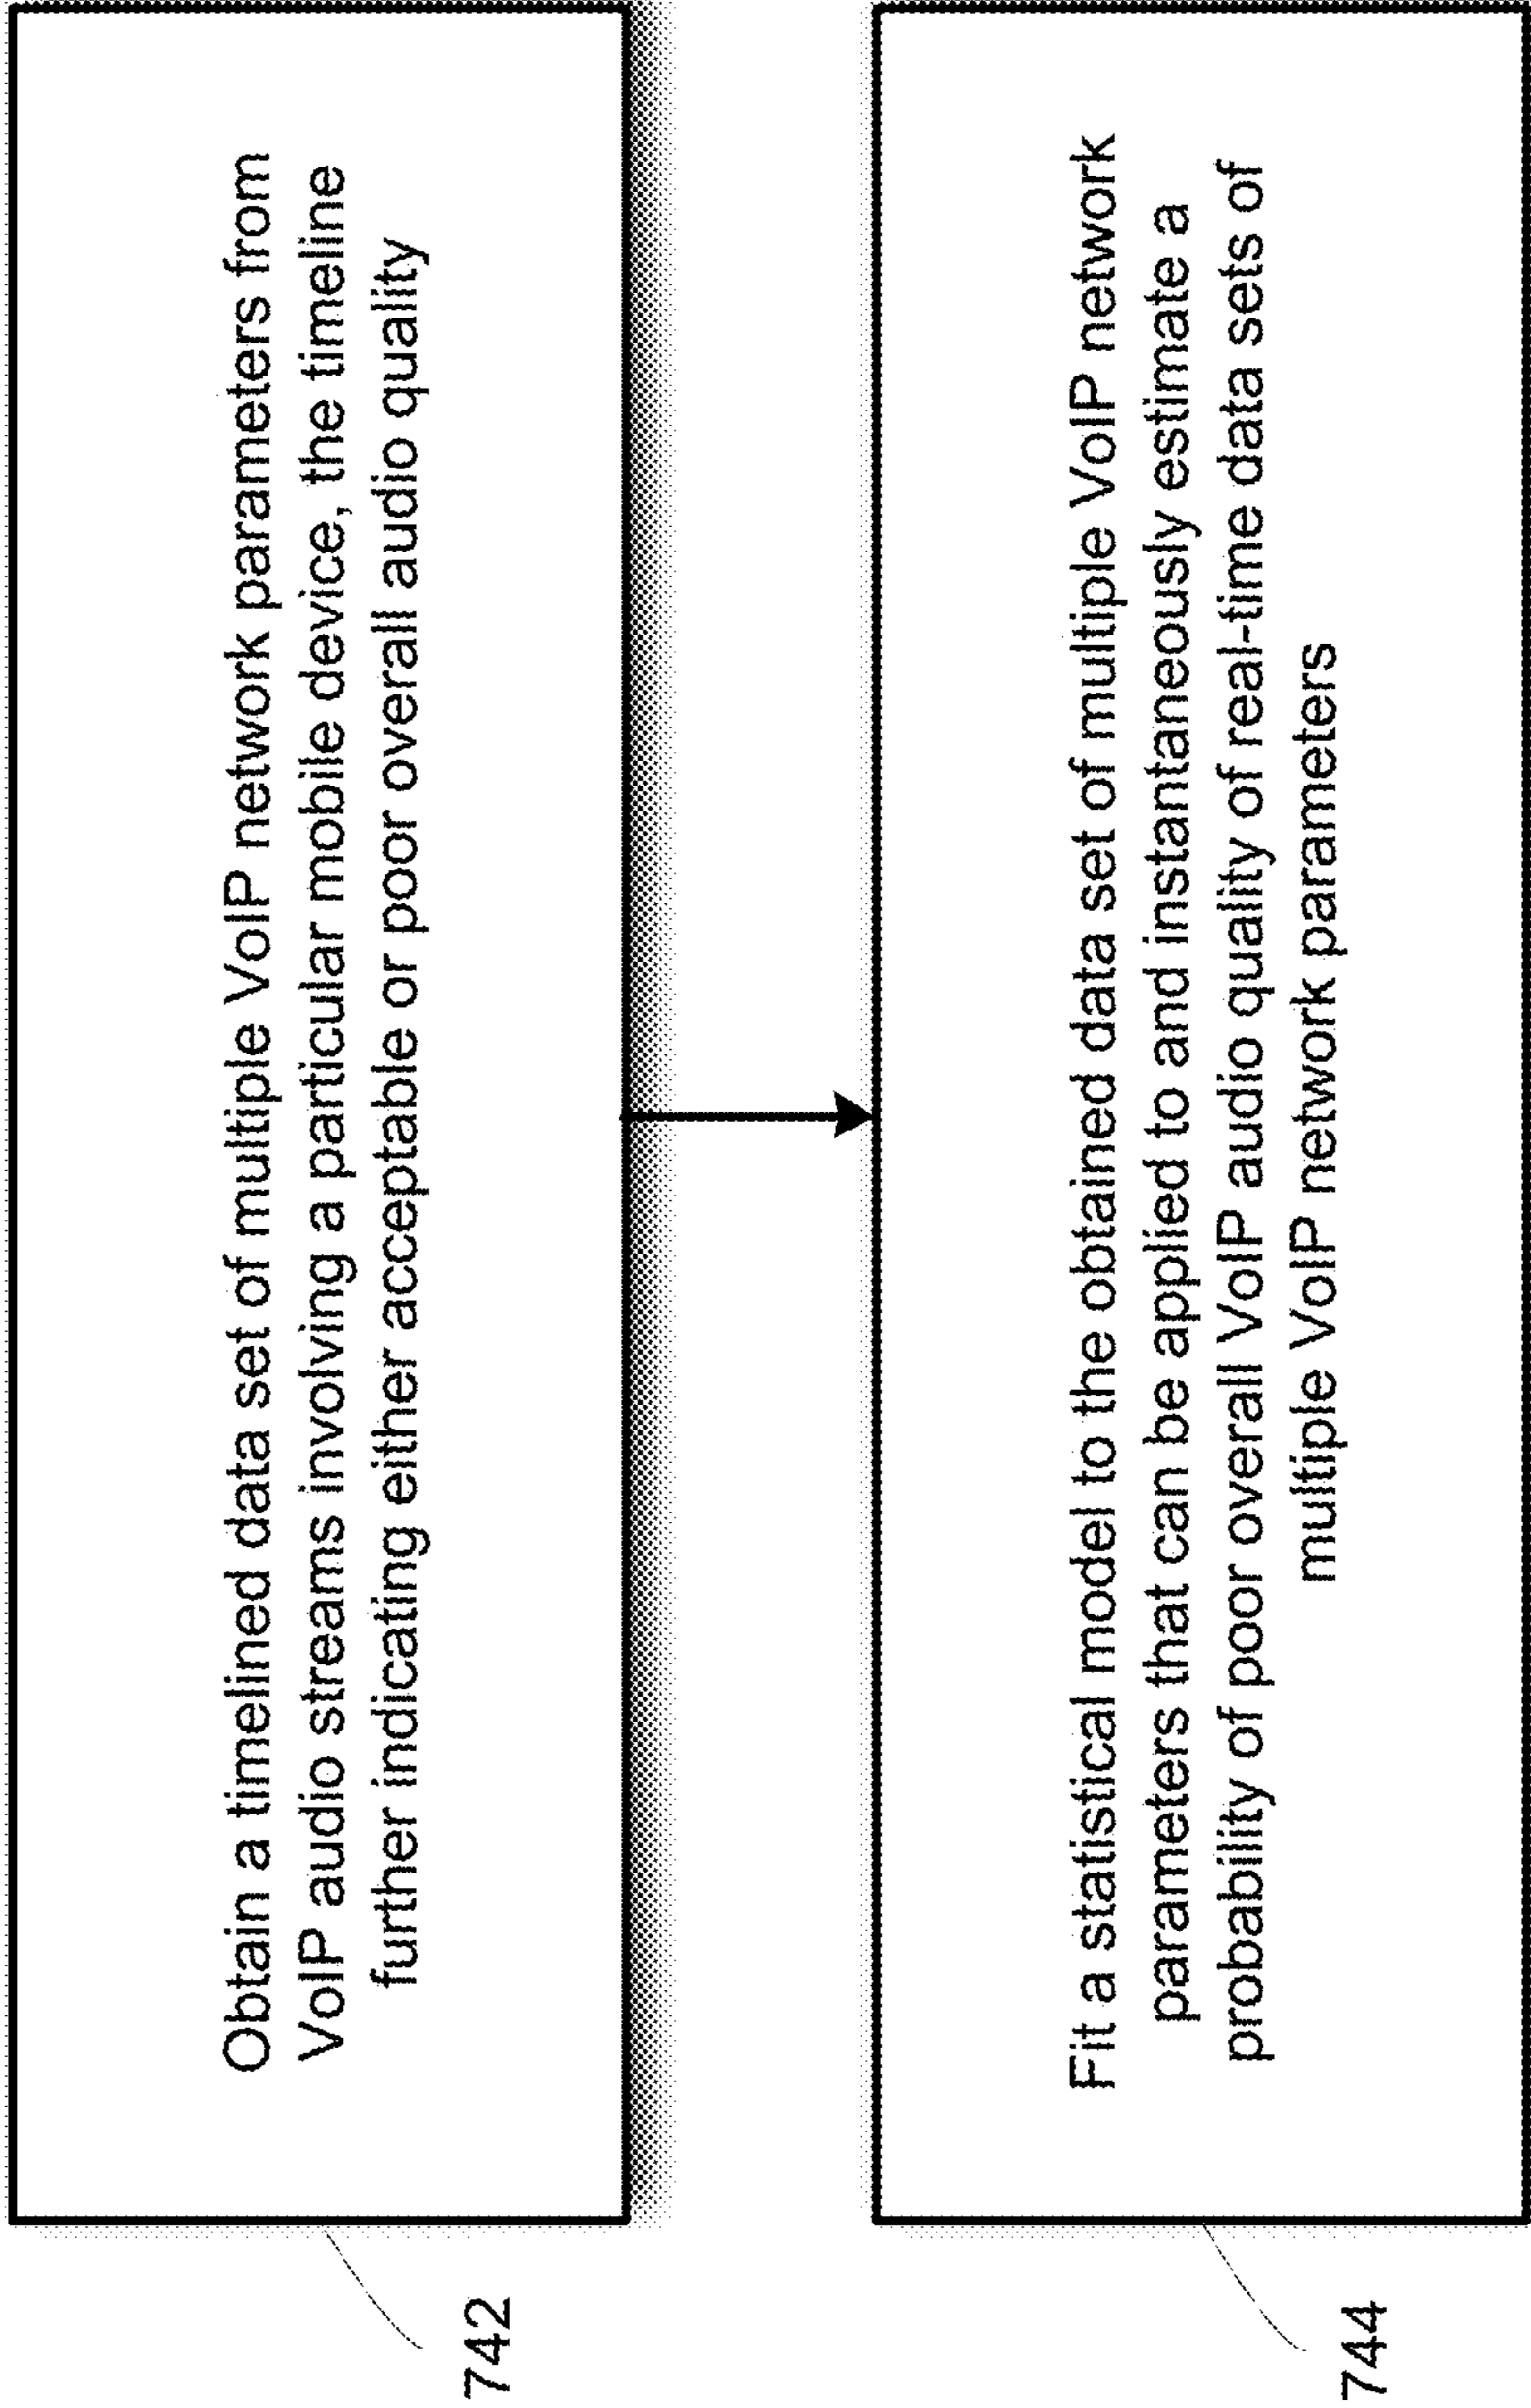 Obtain a timelined data set of multiple VoIP network parameters from
VoIP audio streams involving a particular mobile device, the timeline
further indicating either acceptable or poor overall audio quality
742
Fit a statistical model to the obtained data set of multiple VoIP network
parameters that can be applied to and instantaneously estimate a
probability of poor overall VoIP audio quality of real-time data sets of
multiple VoIP network parameters
744